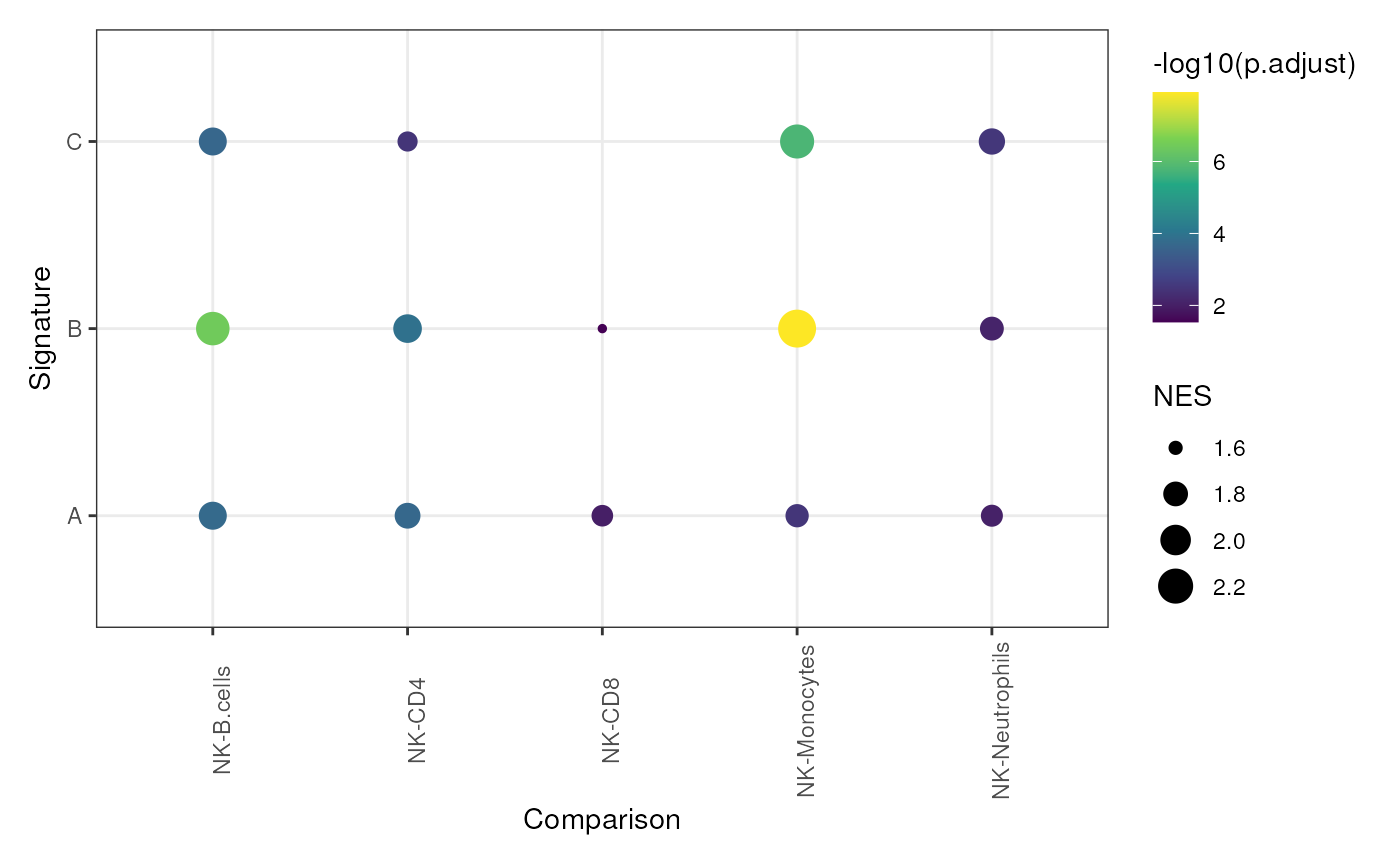 C
B
A
Signature
NK-B.cells
NK-CD4
NK-CD8
NK-Monocytes
NK-Neutrophils
Comparison
-log10(p.adjust)
6
4
2
NES
1.6
1.8
2.0
2.2